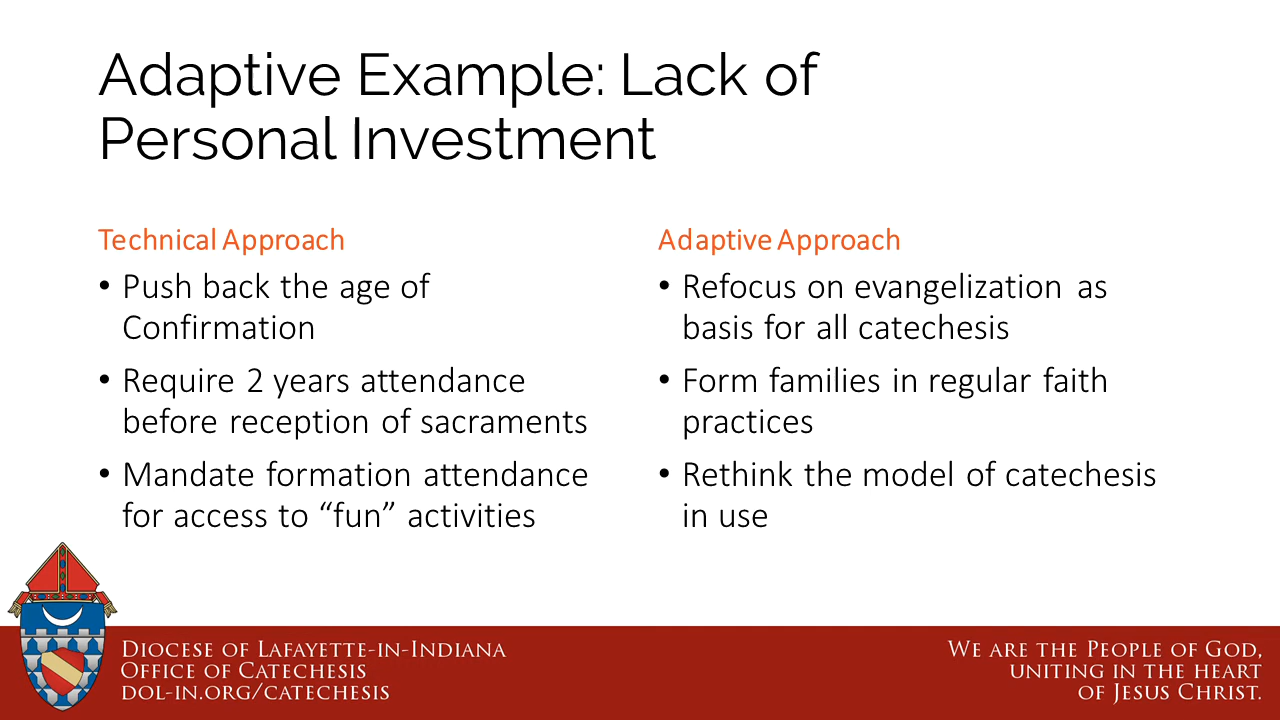 Adaptive Example: Lack of
Personal Investment
Technical Approach
• Push back the age of
Confirmation
• Require 2 years attendance
before reception of sacraments
• Mandate formation attendance
for access to “fun” activities
Adaptive Approach
• Refocus on evangelization as
basis for all catechesis
• Form families in regular faith
practices
• Rethink the model of catechesis
in use
Diocese of Lafayette-in-Indiana
Office of Catechesis
dol-in.org/catechesis
We are the People of God,
uniting in the heart
of Jesus Christ.